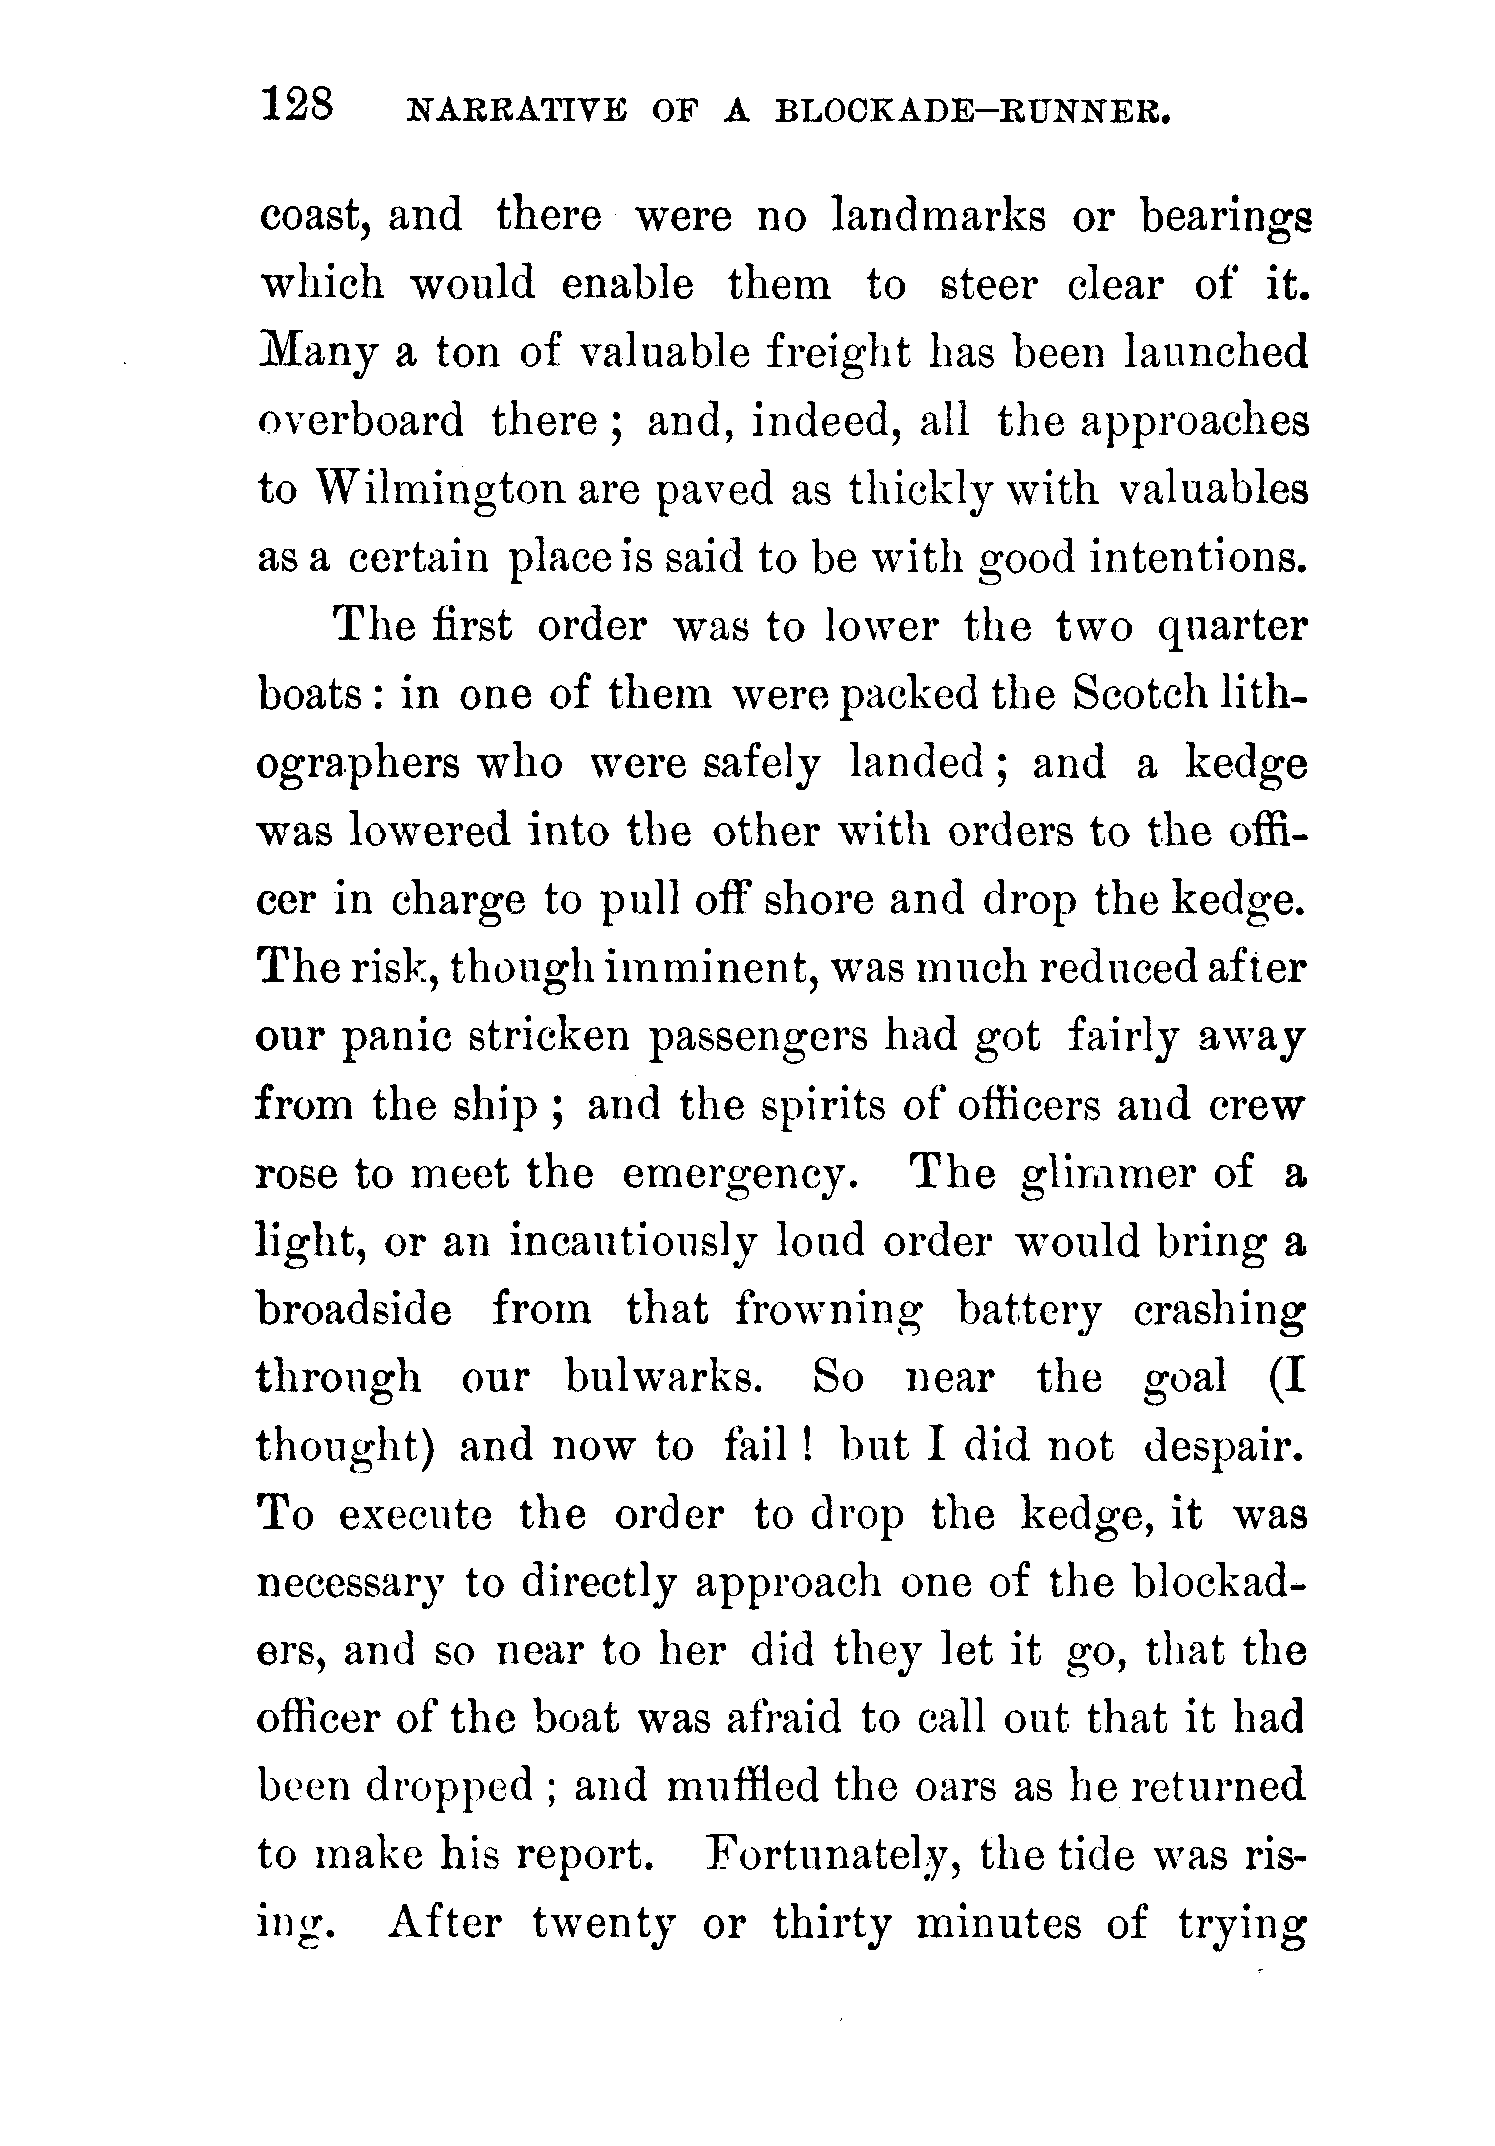 128 NARRATIVE OF A BLOCKADE-RUNNER.
coast, and there were no landmarks or bearings
which would enable them to steer clear of it.
Many a ton of valuable freight has been launched
overboard there ; and, indeed, all the approaches
to Wilmington are paved as thickly with valuables
as a certain place is said to be with good intentions.
The first order was to lower the two quarter
boats : in one of them were packed the Scotch lith-
ographers who were safely landed ; and a kedge
was lowered into the other with orders to the offi-
cer in charge to pull off shore and drop the kedge.
The risk, though imminent, was much reduced after
our panic stricken passengers had got fairly away
from the ship ; and the spirits of officers and crew
rose to meet the emergency. The glimmer of a
light, or an incautiously loud order would bring a
broadside from that frowning battery crashing
through our bulwarks. So near the goal (I
thought) and now to fail ! but I did not despair.
To execute the order to drop the kedge, it was
necessary to directly approach one of the blockad-
ers, and so near to her did they let it go, that the
officer of the boat was afraid to call out that it had
been dropped ; and muffled the oars as he returned
to make his report. Fortunately, the tide was ris-
ing. After twenty or thirty minutes of trying